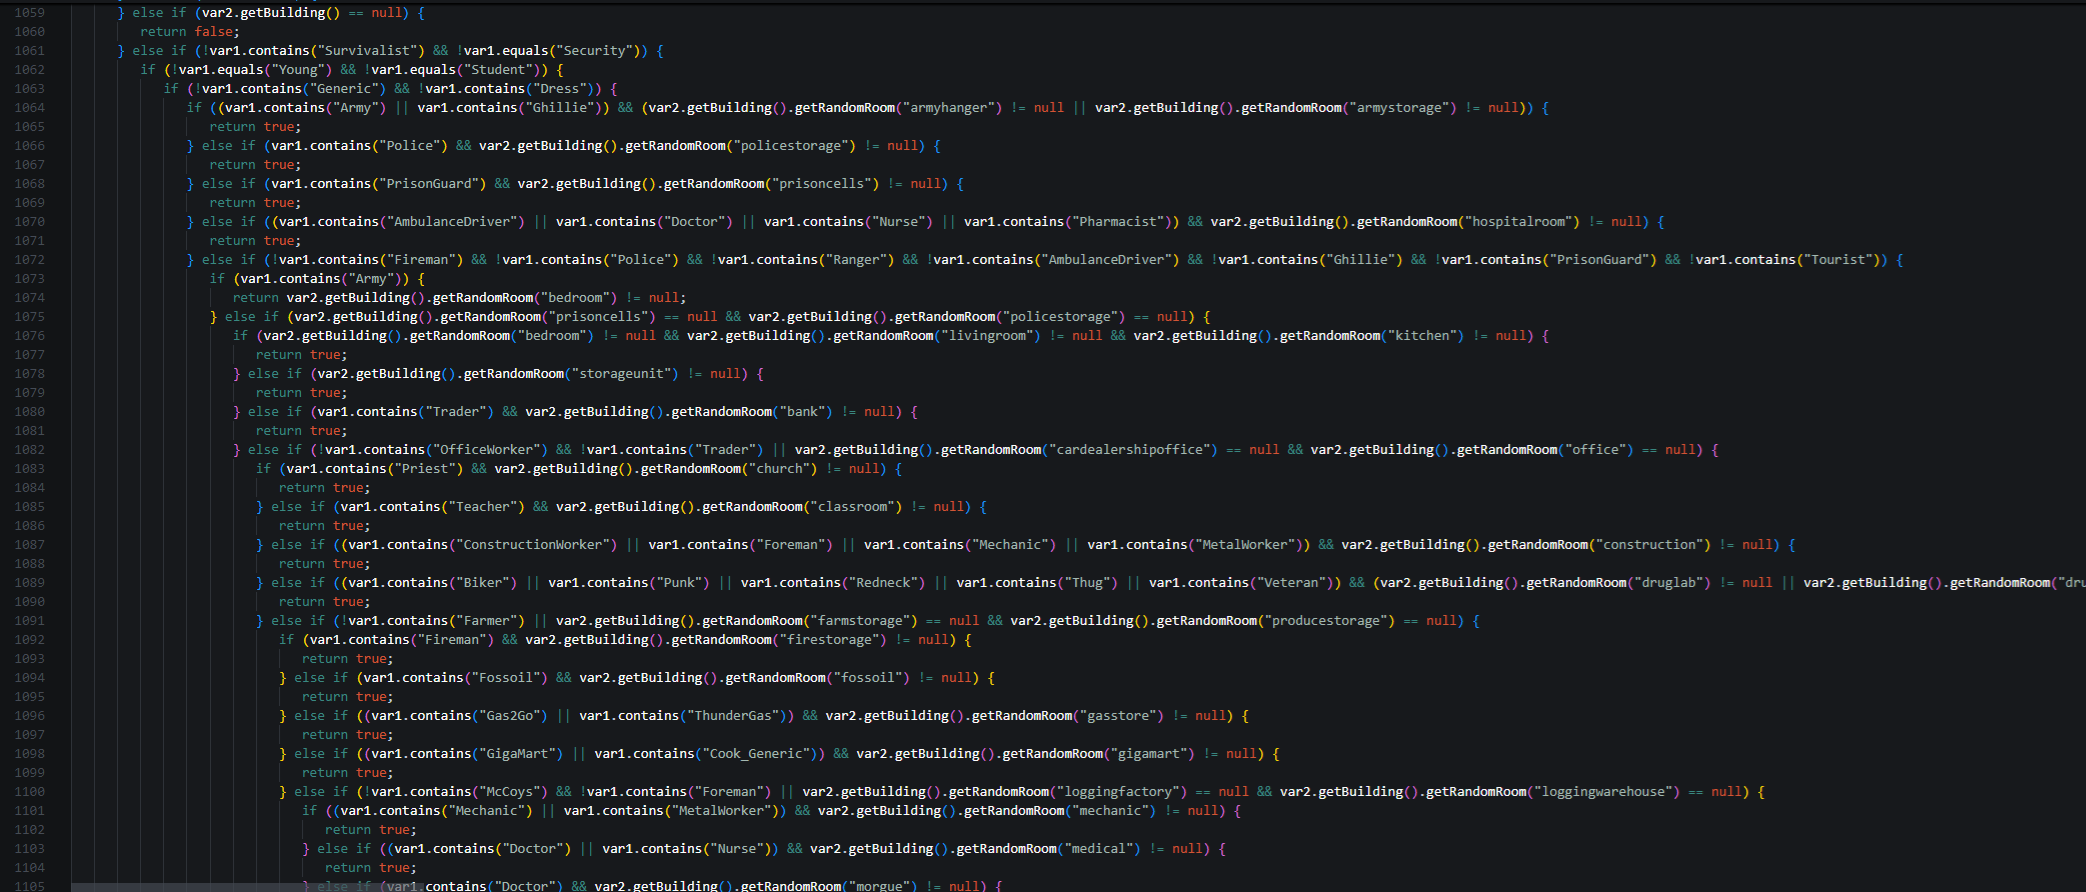 1059 } else if (var2.getBuilding() == null) {
1060 return false;
1061 } else if (!var1.contains("Survivalist") && !var1.equals("Security")) {
1062 if (!var1.equals("Young") && !var1.equals("Student")) {
1063 if (!var1.contains("Generic") && !var1.contains("Dress")) {
1064 if ((var1.contains("Army") || var1.contains("Ghillie")) && (var2.getBuilding().getRandomRoom("armyhanger") != null || var2.getBuilding().getRandomRoom("armystorage") != null)) {
1065 return true;
1066 } else if (var1.contains("Police") && var2.getBuilding().getRandomRoom("policestorage") != null) {
1067 return true;
1068 } else if (var1.contains("PrisonGuard") && var2.getBuilding().getRandomRoom("prisoncells") != null) {
1069 return true;
1070 } else if ((var1.contains("AmbulanceDriver") || var1.contains("Doctor") || var1.contains("Nurse") || var1.contains("Pharmacist")) && var2.getBuilding().getRandomRoom("hospitalroom") != null) {
1071 return true;
1072 } else if (!var1.contains("Fireman") && !var1.contains("Police") && !var1.contains("Ranger") && !var1.contains("AmbulanceDriver") && !var1.contains("Ghillie") && !var1.contains("PrisonGuard") && !var1.contains("Tourist")) {
1073 if (var1.contains("Army")) {
1074 return var2.getBuilding().getRandomRoom("bedroom") != null;
1075 } else if (var2.getBuilding().getRandomRoom("prisoncells") == null && var2.getBuilding().getRandomRoom("policestorage") == null) {
1076 if (var2.getBuilding().getRandomRoom("bedroom") != null && var2.getBuilding().getRandomRoom("livingroom") != null && var2.getBuilding().getRandomRoom("kitchen") != null) {
1077 return true;
1078 } else if (var2.getBuilding().getRandomRoom("storageunit") != null) {
1079 return true;
1080 } else if (var1.contains("Trader") && var2.getBuilding().getRandomRoom("bank") != null) {
1081 return true;
1082 } else if (!var1.contains("OfficeWorker") && !var1.contains("Trader") || var2.getBuilding().getRandomRoom("cardealershipoffice") == null && var2.getBuilding().getRandomRoom("office") == null) {
1083 if (var1.contains("Priest") && var2.getBuilding().getRandomRoom("church") != null) {
1084 return true;
1085 } else if (var1.contains("Teacher") && var2.getBuilding().getRandomRoom("classroom") != null) {
1086 return true;
1087 } else if ((var1.contains("ConstructionWorker") || var1.contains("Foreman") || var1.contains("Mechanic") || var1.contains("MetalWorker")) && var2.getBuilding().getRandomRoom("construction") != null) {
1088 return true;
1089 } else if ((var1.contains("Biker") || var1.contains("Punk") || var1.contains("Redneck") || var1.contains("Thug") || var1.contains("Veteran")) && (var2.getBuilding().getRandomRoom("druglab") != null || var2.getBuilding().getRandomRoom("dru
1090 return true;
1091 } else if (!var1.contains("Farmer") || var2.getBuilding().getRandomRoom("farmstorage") == null && var2.getBuilding().getRandomRoom("producestorage") == null) {
1092 if (var1.contains("Fireman") && var2.getBuilding().getRandomRoom("firestorage") != null) {
1093 return true;
1094 } else if (var1.contains("Fossoil") && var2.getBuilding().getRandomRoom("fossoil") != null) {
1095 return true;
1096 } else if ((var1.contains("Gas2Go") || var1.contains("ThunderGas")) && var2.getBuilding().getRandomRoom("gasstore") != null) {
1097 return true;
1098 } else if ((var1.contains("GigaMart") || var1.contains("Cook_Generic")) && var2.getBuilding().getRandomRoom("gigamart") != null) {
1099 return true;
1100 } else if (!var1.contains("McCoys") && !var1.contains("Foreman") || var2.getBuilding().getRandomRoom("loggingfactory") == null && var2.getBuilding().getRandomRoom("loggingwarehouse") == null) {
1101 if ((var1.contains("Mechanic") || var1.contains("MetalWorker")) && var2.getBuilding().getRandomRoom("mechanic") != null) {
1102 return true;
1103 } else if ((var1.contains("Doctor") || var1.contains("Nurse")) && var2.getBuilding().getRandomRoom("medical") != null) {
1104 return true;
1105 } else if (var1.contains("Doctor") && var2.getBuilding().getRandomRoom("morgue") != null) {